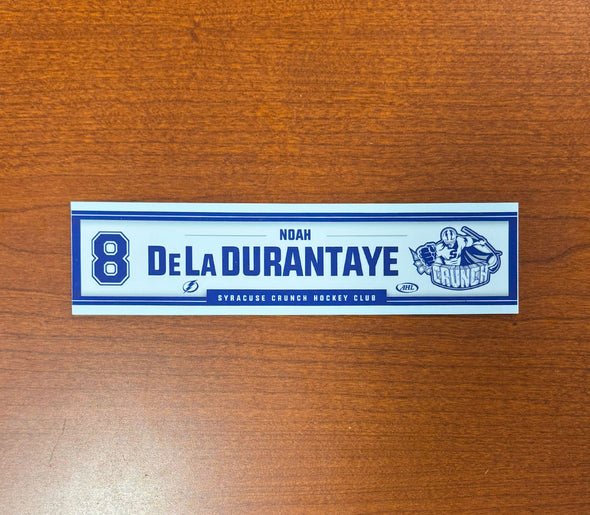 8
NOAH
DeLa DURANTAYE
S
CRUNCH
AHL
SYRACUSE CRUNCH HOCKEY CLUB